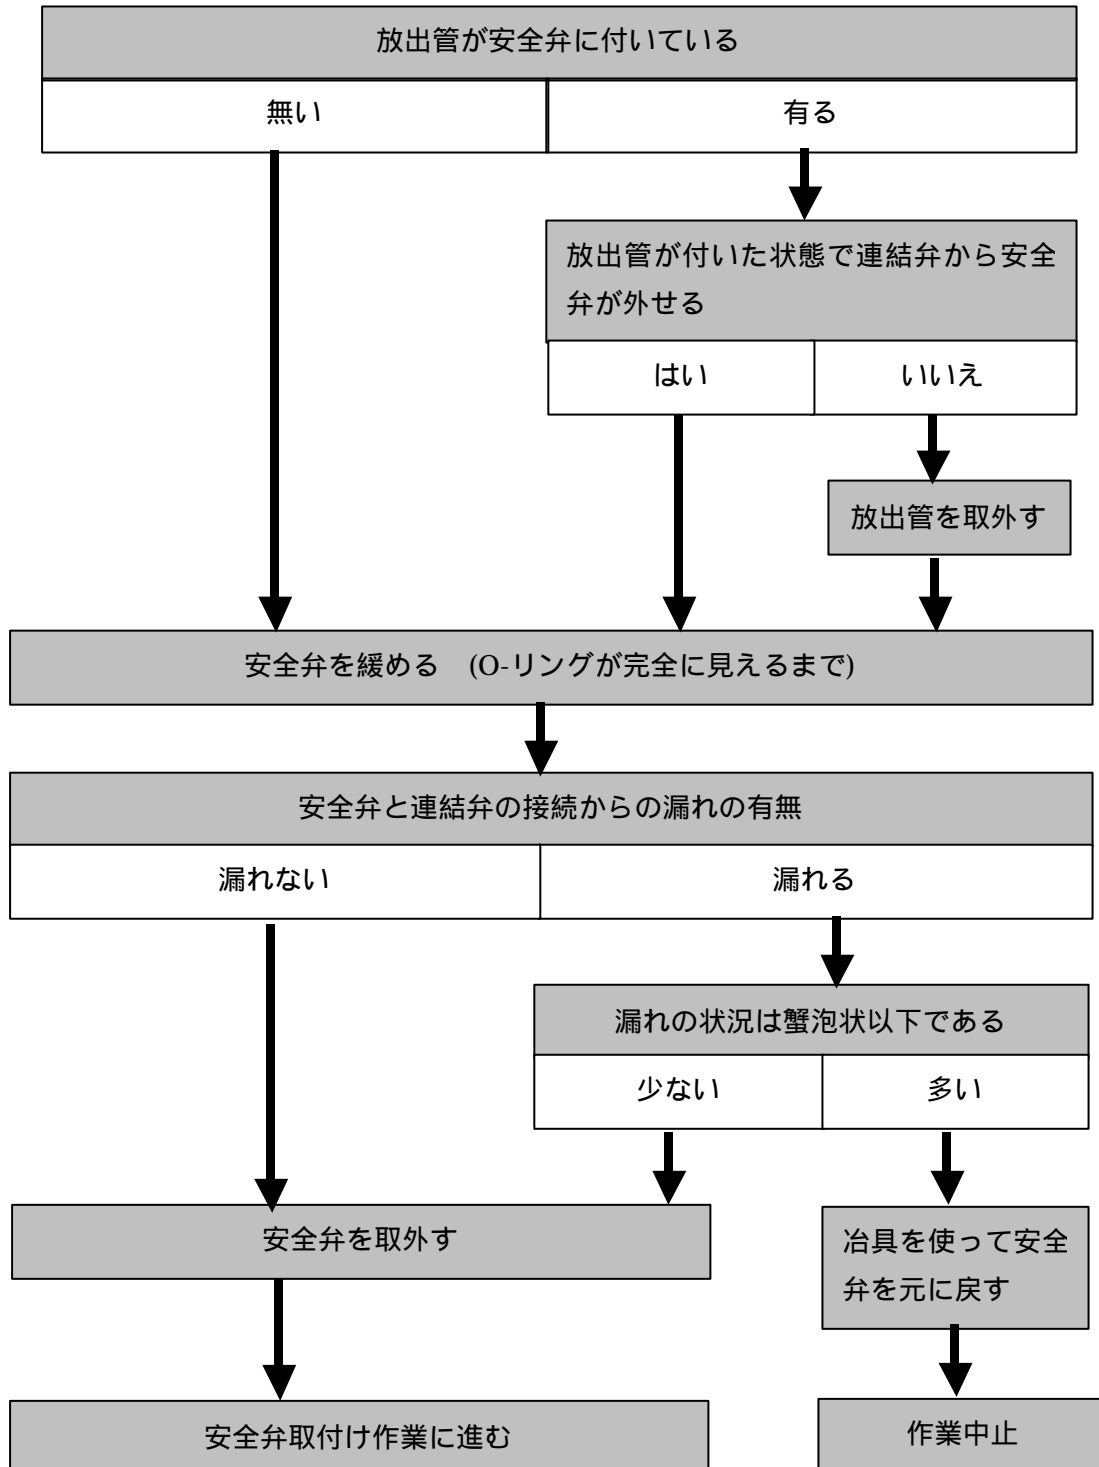 放出管が安全弁に付いている
無い
有る
放出管が付いた状態で連結弁から安全
弁が外せる
はい
いいえ
放出管を取外す
安全弁を緩める　(O-リングが完全に見えるまで)
安全弁と連結弁の接続からの漏れの有無
漏れない
漏れる
漏れの状況は蟹泡状以下である
少ない
多い
安全弁を取外す
冶具を使って安全
弁を元に戻す
安全弁取付け作業に進む
作業中止